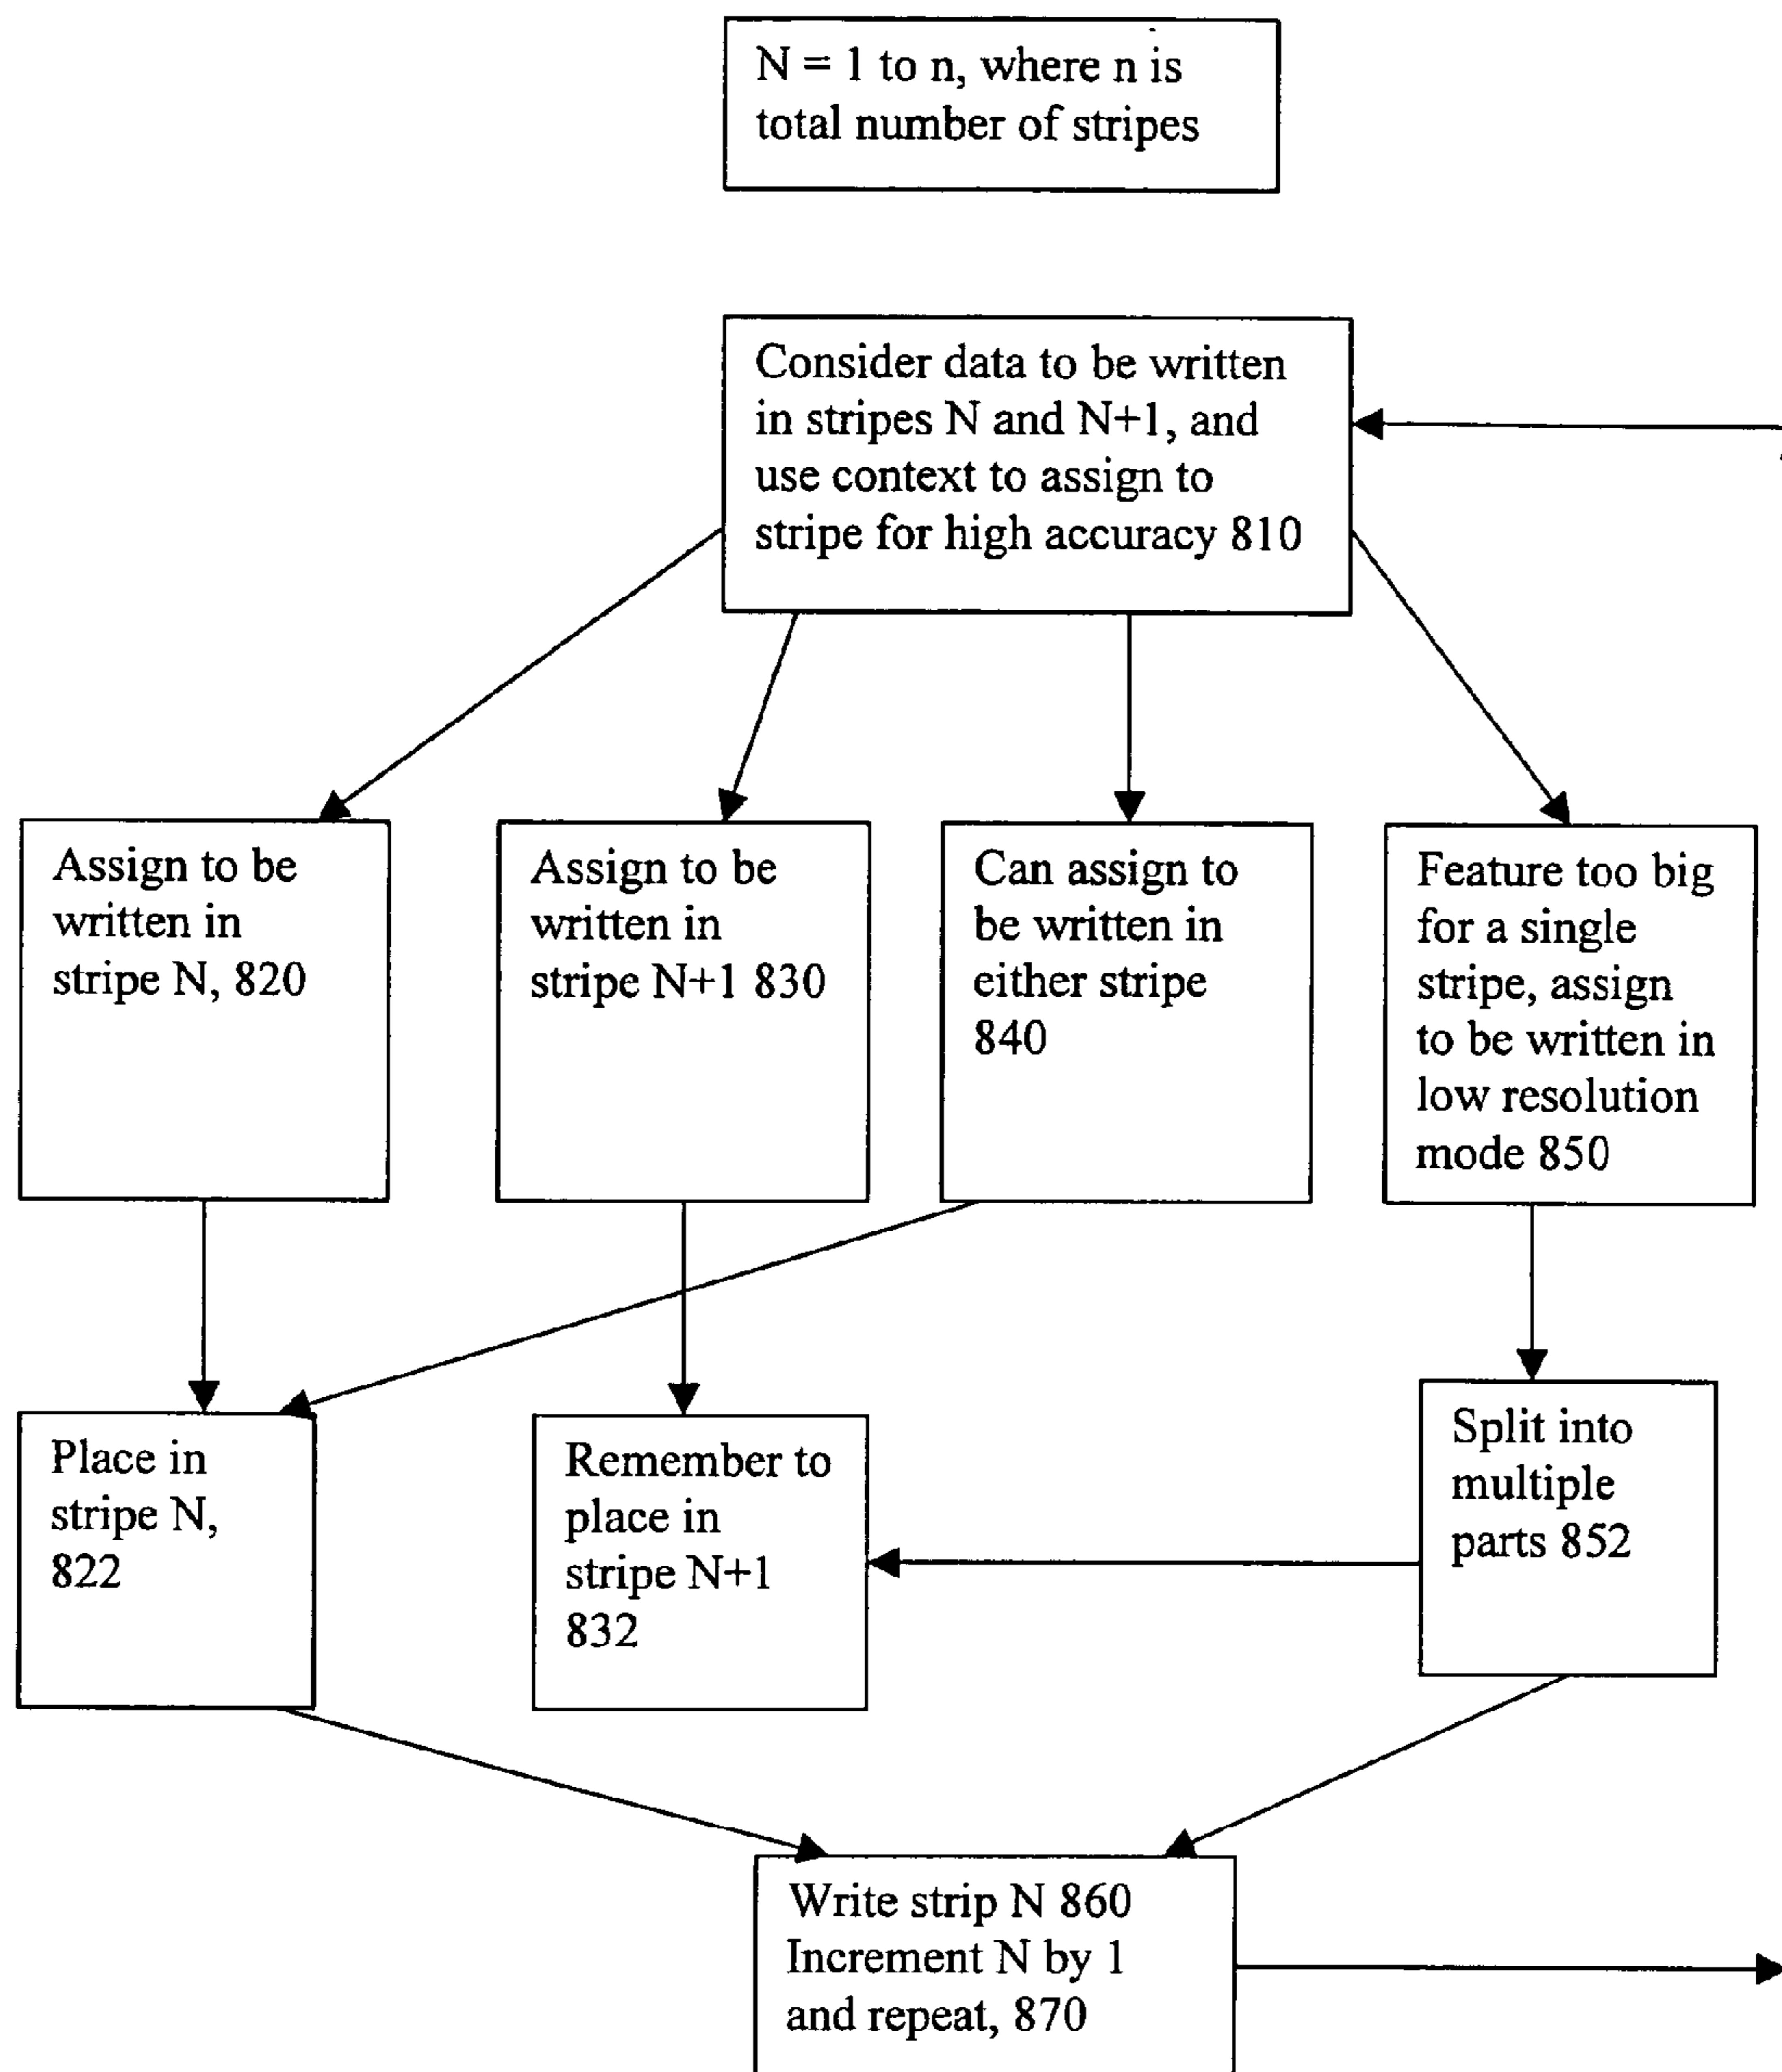 N = 1 to n, where n is
total number of stripes
Consider data to be written
in stripes N and N+1, and
use context to assign to
stripe for high accuracy 810
Assign to be
written in
stripe N, 820
Assign to be
written in
stripe N+1 830
Can assign to
be written in
either stripe
840
Feature too big
for a single
stripe, assign
to be written in
low resolution
mode 850
Place in
stripe N,
822
Remember to
place in
stripe N+1
832
Split into
multiple
parts 852
Write strip N 860
Increment N by 1
and repeat, 870